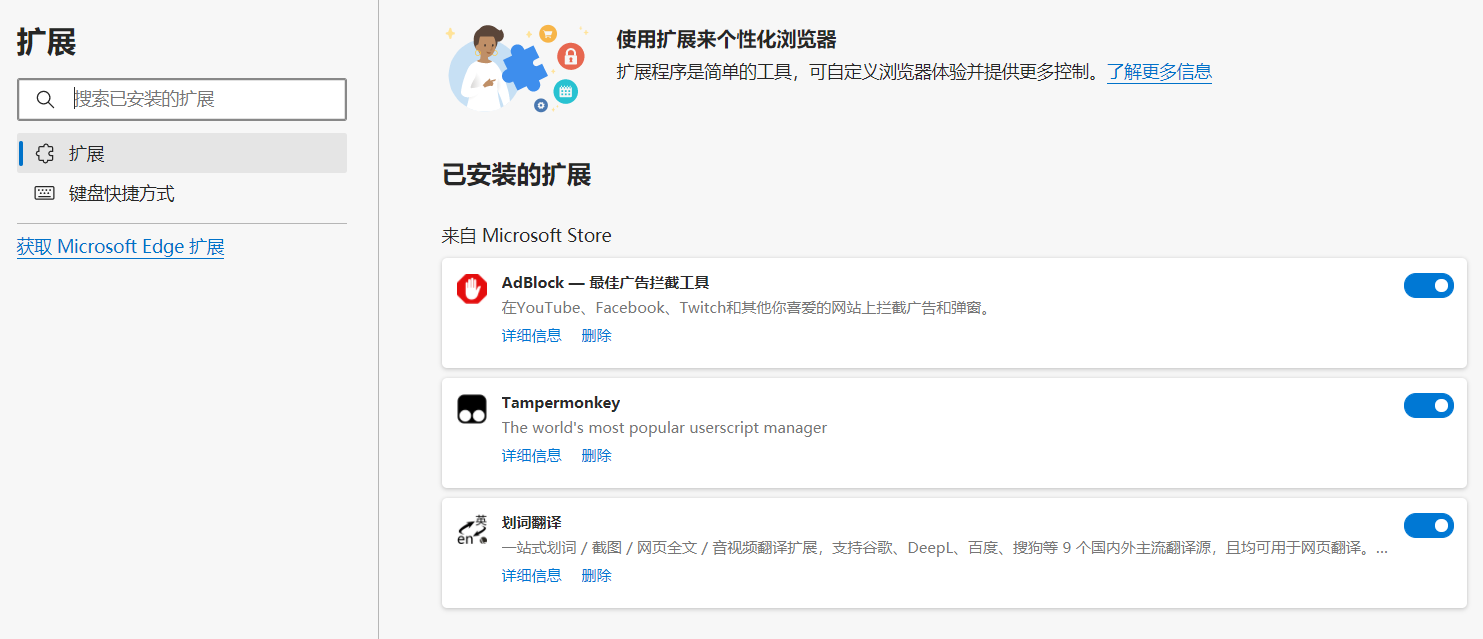 扩展
搜索已安装的扩展
扩展
键盘快捷方式
获取 Microsoft Edge 扩展
使用扩展来个性化浏览器
扩展程序是简单的工具，可自定义浏览器体验并提供更多控制。了解更多信息
已安装的扩展
来自 Microsoft Store
AdBlock — 最佳广告拦截工具
在YouTube、Facebook、Twitch和其他你喜爱的网站上拦截广告和弹窗。
详细信息 删除
Tampermonkey
The world's most popular userscript manager
详细信息 删除
英
en
划词翻译
一站式划词 / 截图 / 网页全文 / 音视频翻译扩展，支持谷歌、DeepL、百度、搜狗等 9 个国内外主流翻译源，且均可用于网页翻译。...
详细信息 删除